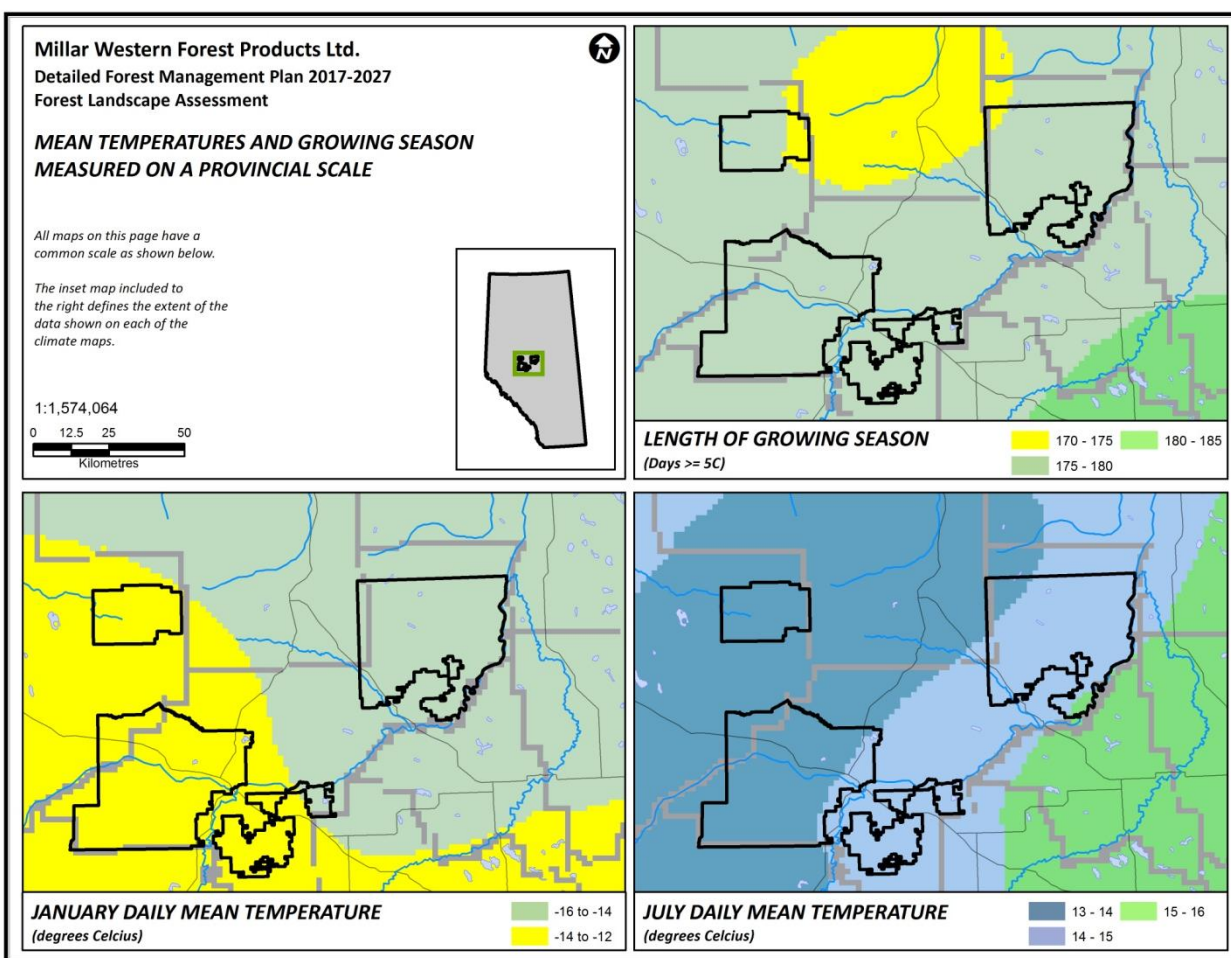 Millar Western Forest Products Ltd.
Detailed Forest Management Plan 2017-2027
Forest Landscape Assessment
N
MEAN TEMPERATURES AND GROWING SEASON
MEASURED ON A PROVINCIAL SCALE
All maps on this page have a
common scale as shown below.
The inset map included to
the right defines the extent of the
data shown on each of the
climate maps.
1:1,574,064
0 12.5 25 50
Kilometres
LENGTH OF GROWING SEASON
(Days >= 5C)
170 - 175
180 - 185
175 - 180
JANUARY DAILY MEAN TEMPERATURE
(degrees Celcius)
-16 to -14
-14 to -12
JULY DAILY MEAN TEMPERATURE
(degrees Celcius)
13 - 14
15 - 16
14 - 15